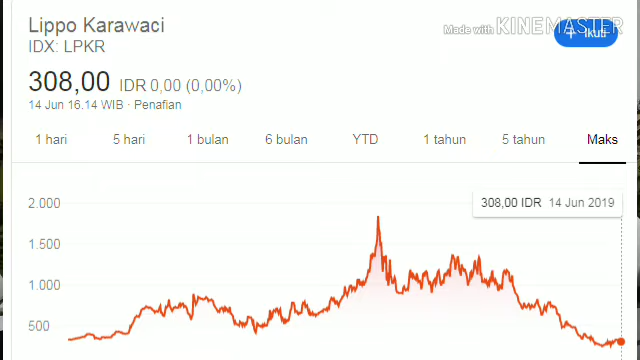 Lippo Karawaci
IDX: LPKR
Made with KINEMASTER
+ Ikuti
308,00 IDR 0,00 (0,00%)
14 Jun 16.14 WIB · Penafian
1 hari 5 hari 1 bulan 6 bulan YTD 1 tahun 5 tahun Maks
308,00 IDR 14 Jun 2019
2.000
1.500
1.000
500